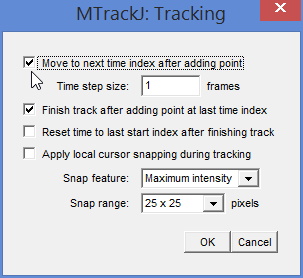 MTrackJ: Tracking
Move to next time index after adding point
Time step size: 1 frames
Finish track after adding point at last time index
Reset time to last start index after finishing track
Apply local cursor snapping during tracking
Snap feature: Maximum intensity
Snap range: 25 x 25 pixels
OK Cancel